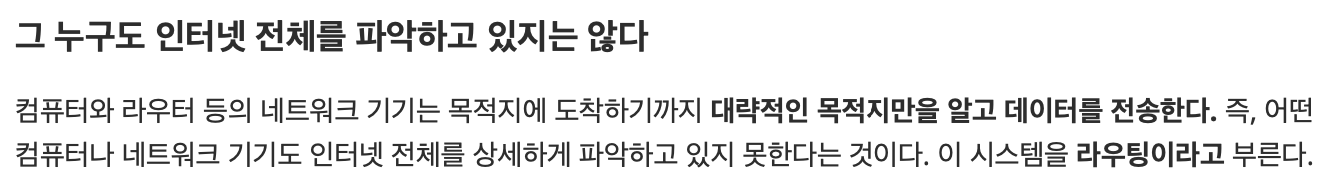 그 누구도 인터넷 전체를 파악하고 있지는 않다
컴퓨터와 라우터 등의 네트워크 기기는 목적지에 도착하기까지 대략적인 목적지만을 알고 데이터를 전송한다. 즉, 어떤
컴퓨터나 네트워크 기기도 인터넷 전체를 상세하게 파악하고 있지 못한다는 것이다. 이 시스템을 라우팅이라고 부른다.